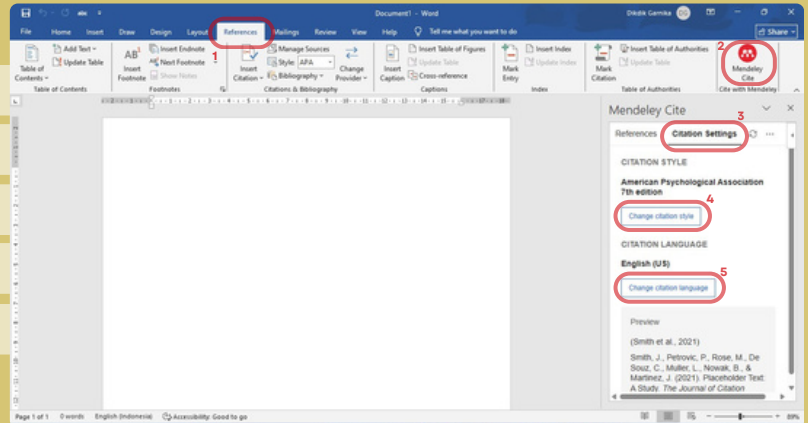 Document1 - Word
Dikdik Garnika
DG
File Home Insert Draw Design Layout References Mailings Review View Help Tell me what you want to do
Share
1
2
Table of Contents
Add Text
Update Table
Table of Contents
AB
Insert Footnote
Insert Endnote
Next Footnote
Show Notes
Footnotes
Insert Citation
Manage Sources
Style: APA
Bibliography
Change Provider
Citations & Bibliography
Insert Caption
Insert Table of Figures
Update Table
Cross-reference
Captions
Mark Entry
Insert Index
Update Index
Index
Mark Citation
Insert Table of Authorities
Update Table
Table of Authorities
Mendeley Cite
Cite with Mendeley
Mendeley Cite
3
References Citation Settings
CITATION STYLE
American Psychological Association
7th edition
4
Change citation style
CITATION LANGUAGE
English (US)
5
Change citation language
Preview
(Smith et al., 2021)
Smith, J., Petrovic, P., Rose, M., De
Souz, C., Muller, L., Nowak, B., &
Martinez, J. (2021). Placeholder Text:
A Study. The Journal of Citation
Page 1 of 1 0 words English (Indonesia) Accessibility: Good to go
89%